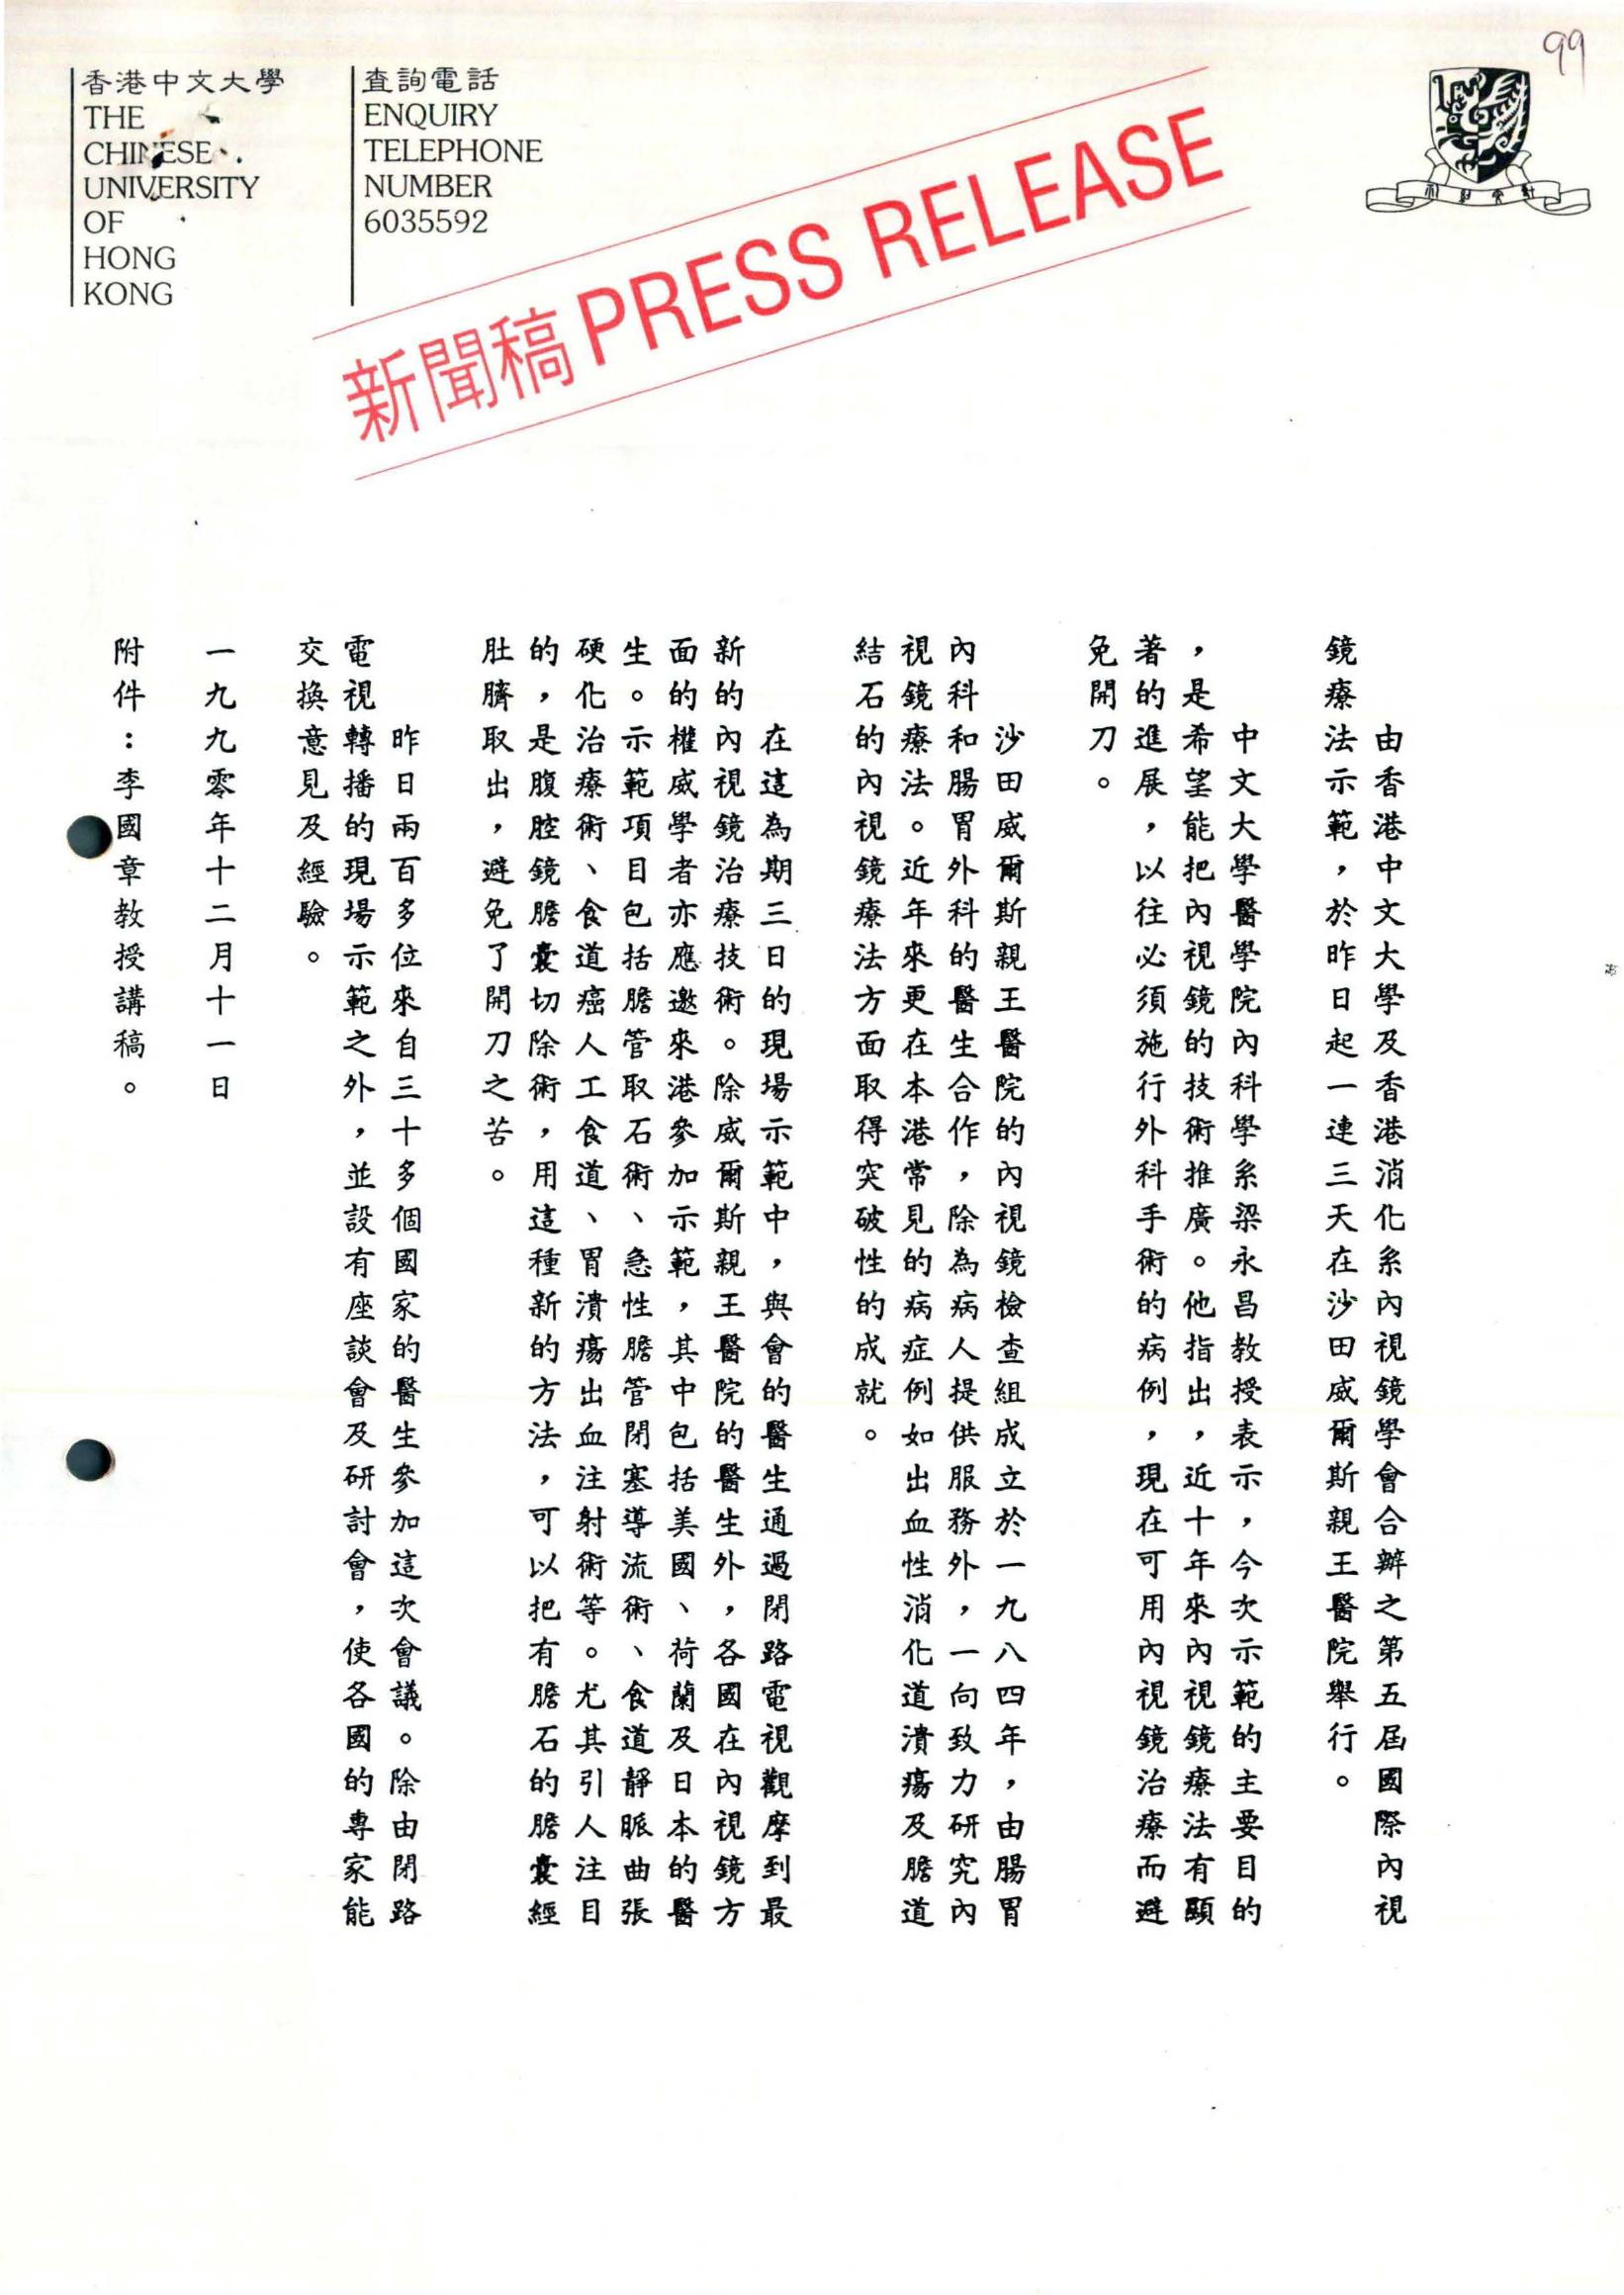 99
香港中文大學
THE
CHINESE
UNIVERSITY
OF
HONG
KONG
查詢電話
ENQUIRY
TELEPHONE
NUMBER
6035592
新聞稿 PRESS RELEASE
由香港中文大學及香港消化系內視鏡學會合辦之第五屆國際內視
鏡療法示範，於昨日起一連三天在沙田威爾斯親王醫院舉行。
中文大學醫學院內科學系梁永昌教授表示，今次示範的主要目的
，是希望能把內視鏡的技術推廣。他指出，近十年來內視鏡療法有顯
著的進展，以往必須施行外科手術的病例，現在可用內視鏡治療而避
免開刀。
沙田威爾斯親王醫院的內視鏡檢查組成立於一九八四年，由腸胃
內科和腸胃外科的醫生合作，除為病人提供服務外，一向致力研究內
視鏡療法。近年來更在本港常見的病症例如出血性消化道潰瘍及膽道
結石的內視鏡療法方面取得突破性的成就。
在這為期三日的現場示範中，與會的醫生通過閉路電視觀摩到最
新的內視鏡治療技術。除威爾斯親王醫院的醫生外，各國在內視鏡方
面的權威學者亦應邀來港參加示範，其中包括美國、荷蘭及日本的醫
生。示範項目包括膽管取石術、急性膽管閉塞導流術、食道靜脈曲張
硬化治療術、食道癌人工食道、胃潰瘍出血注射術等。尤其引人注目
的，是腹腔鏡膽囊切除術，用這種新的方法，可以把有膽石的膽囊經
肚臍取出，避免了開刀之苦。
昨日兩百多位來自三十多個國家的醫生參加這次會議。除由閉路
電視轉播的現場示範之外，並設有座談會及研討會，使各國的專家能
交換意見及經驗。
一九九零年十二月十一日
附件：李國章教授講稿。